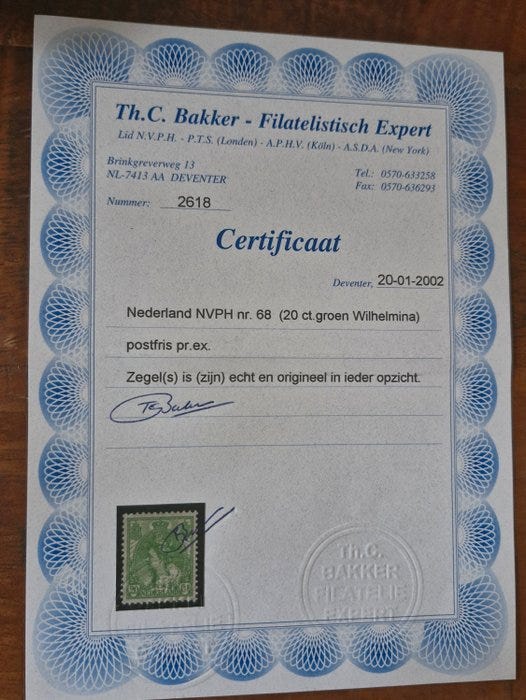 Th.C. Bakker - Filatelistisch Expert
Lid N.V.P.H. - P.T.S. (Londen) - A.P.H.V. (Köln) - A.S.D.A. (New York)
Brinkgreverweg 13
NL-7413 AA DEVENTER
Tel.: 0570-633258
Fax: 0570-636293
Nummer: 2618
Certificaat
Deventer, 20-01-2002
Nederland NVPH nr. 68 (20 ct.groen Wilhelmina)
postfris pr.ex.
Zegel(s) is (zijn) echt en origineel in ieder opzicht.
Th.C.
BAKKER
FILATELIE
EXPERT